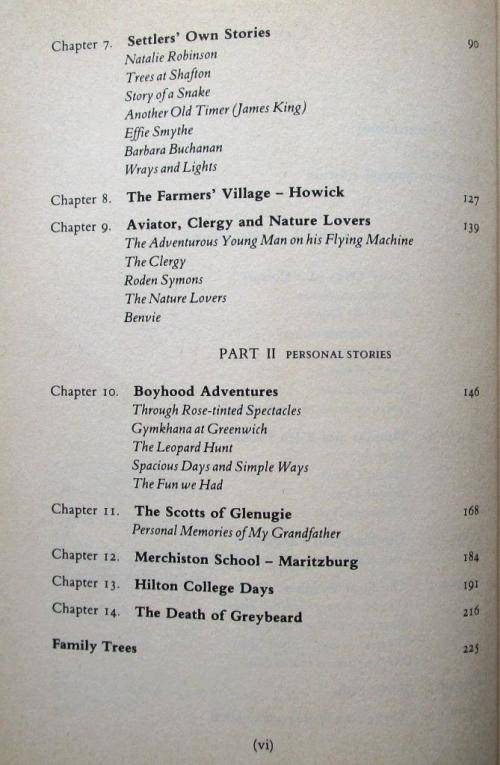 Chapter 7. Settlers' Own Stories 90
Natalie Robinson
Trees at Shafton
Story of a Snake
Another Old Timer (James King)
Effie Smythe
Barbara Buchanan
Wrays and Lights
Chapter 8. The Farmers' Village – Howick 127
Chapter 9. Aviator, Clergy and Nature Lovers 139
The Adventurous Young Man on his Flying Machine
The Clergy
Roden Symons
The Nature Lovers
Benvie
PART II PERSONAL STORIES
Chapter 10. Boyhood Adventures 146
Through Rose-tinted Spectacles
Gymkhana at Greenwich
The Leopard Hunt
Spacious Days and Simple Ways
The Fun we Had
Chapter 11. The Scotts of Glenugie 168
Personal Memories of My Grandfather
Chapter 12. Merchiston School – Maritzburg 184
Chapter 13. Hilton College Days 191
Chapter 14. The Death of Greybeard 216
Family Trees 225
(vi)